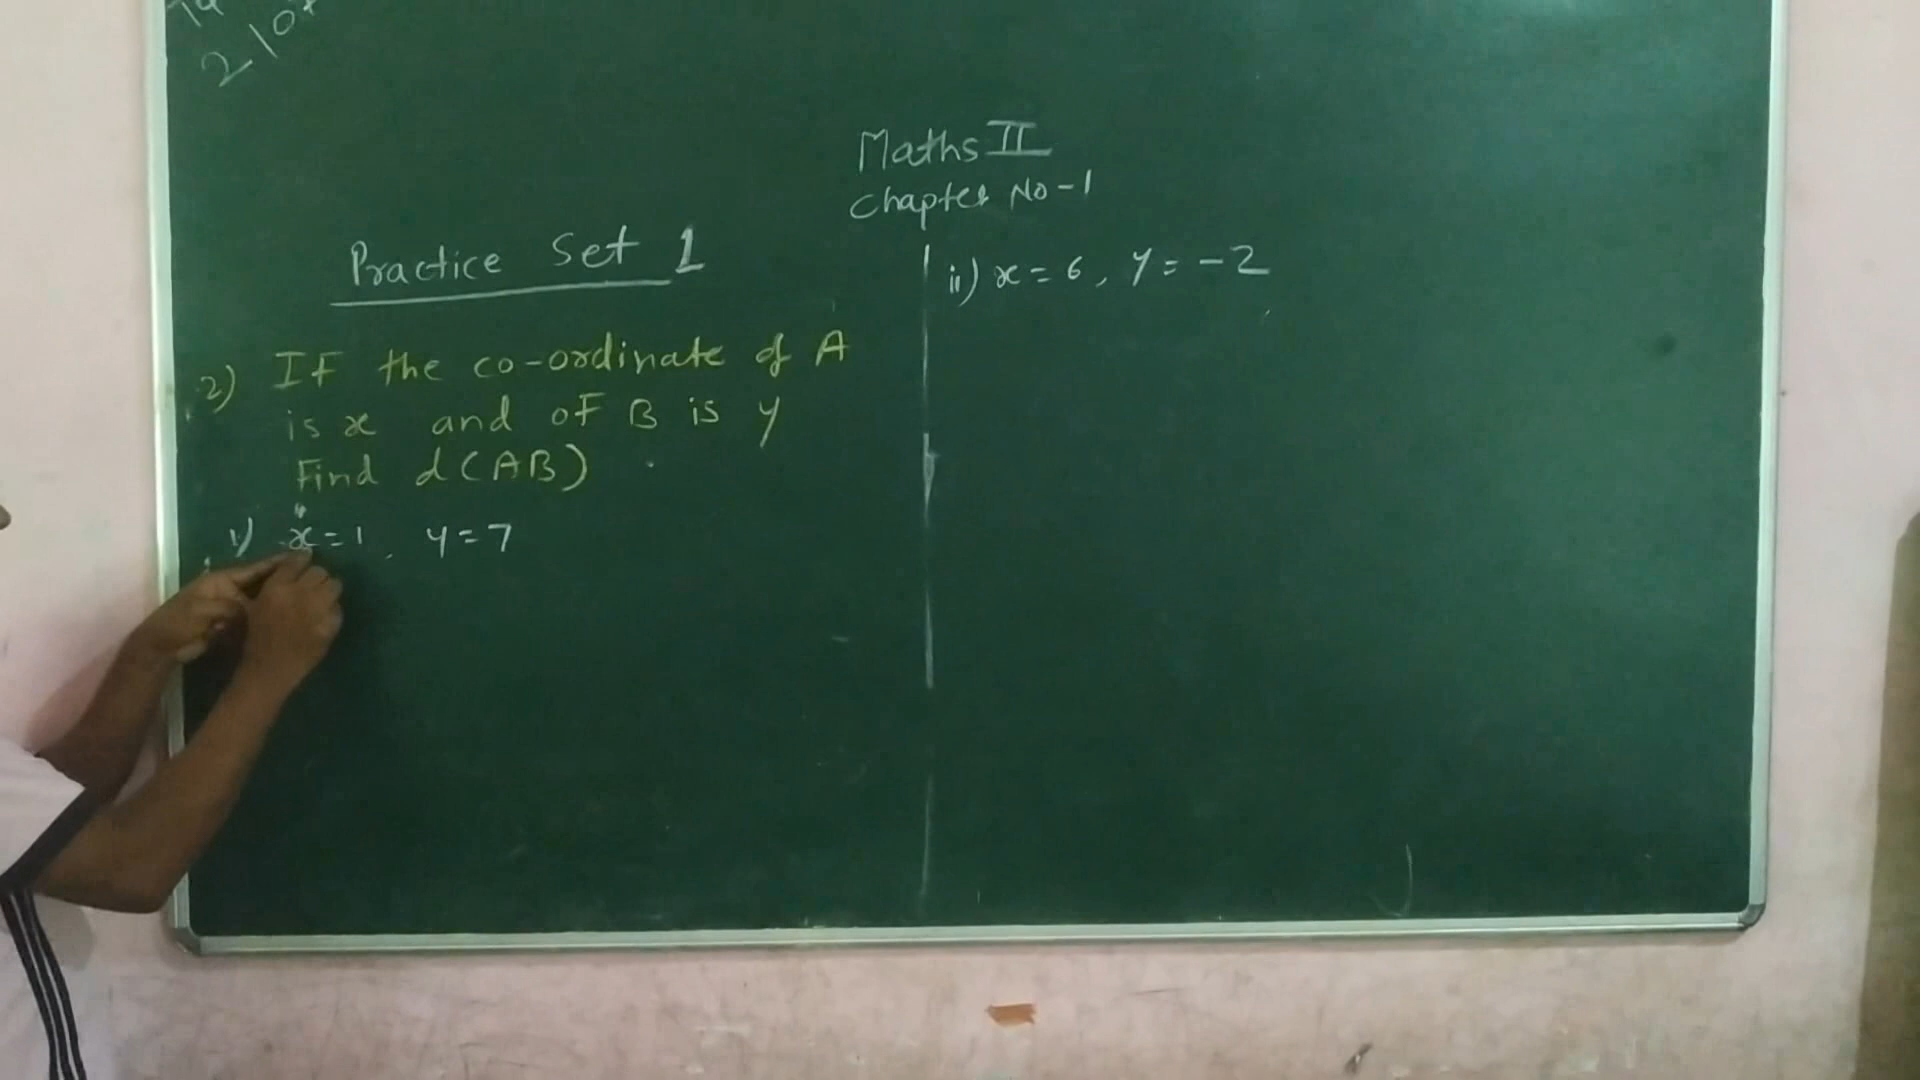 210x
Maths II
Chapter No-1
Practice Set 1
2) IF the co-ordinate of A
is x and of B is y
Find d(AB)
i) x=1, y=7
ii) x=6, y=-2